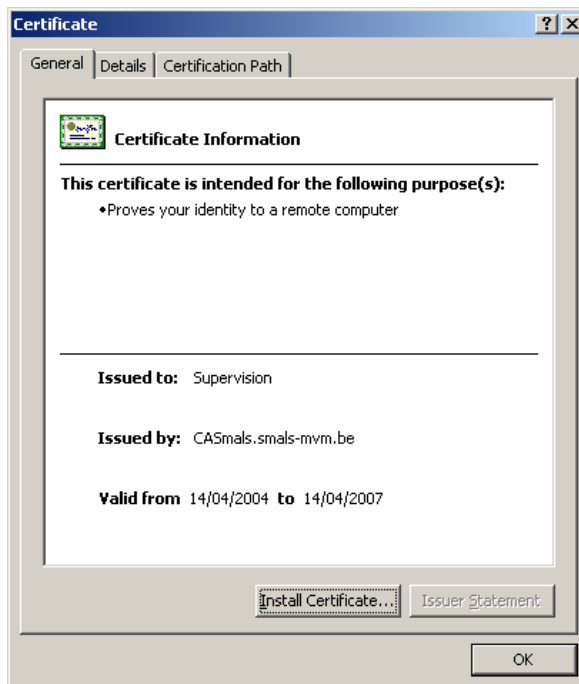 Certificate
General Details Certification Path
Certificate Information
This certificate is intended for the following purpose(s):
•Proves your identity to a remote computer
Issued to: Supervision
Issued by: CASmals.smals-mvm.be
Valid from 14/04/2004 to 14/04/2007
Install Certificate... Issuer Statement
OK